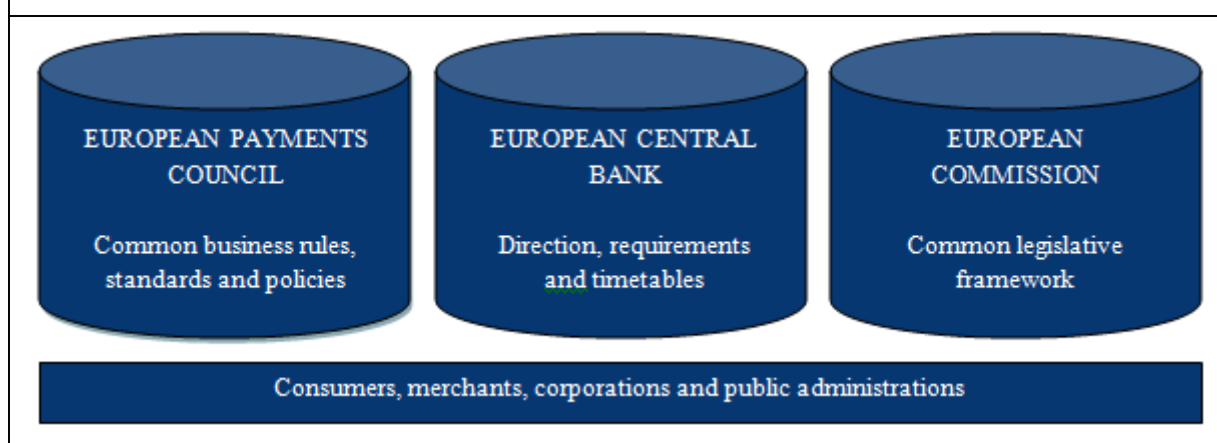 EUROPEAN PAYMENTS
COUNCIL
Common business rules,
standards and policies
EUROPEAN CENTRAL
BANK
Direction, requirements
and timetables
EUROPEAN
COMMISSION
Common legislative
framework
Consumers, merchants, corporations and public administrations